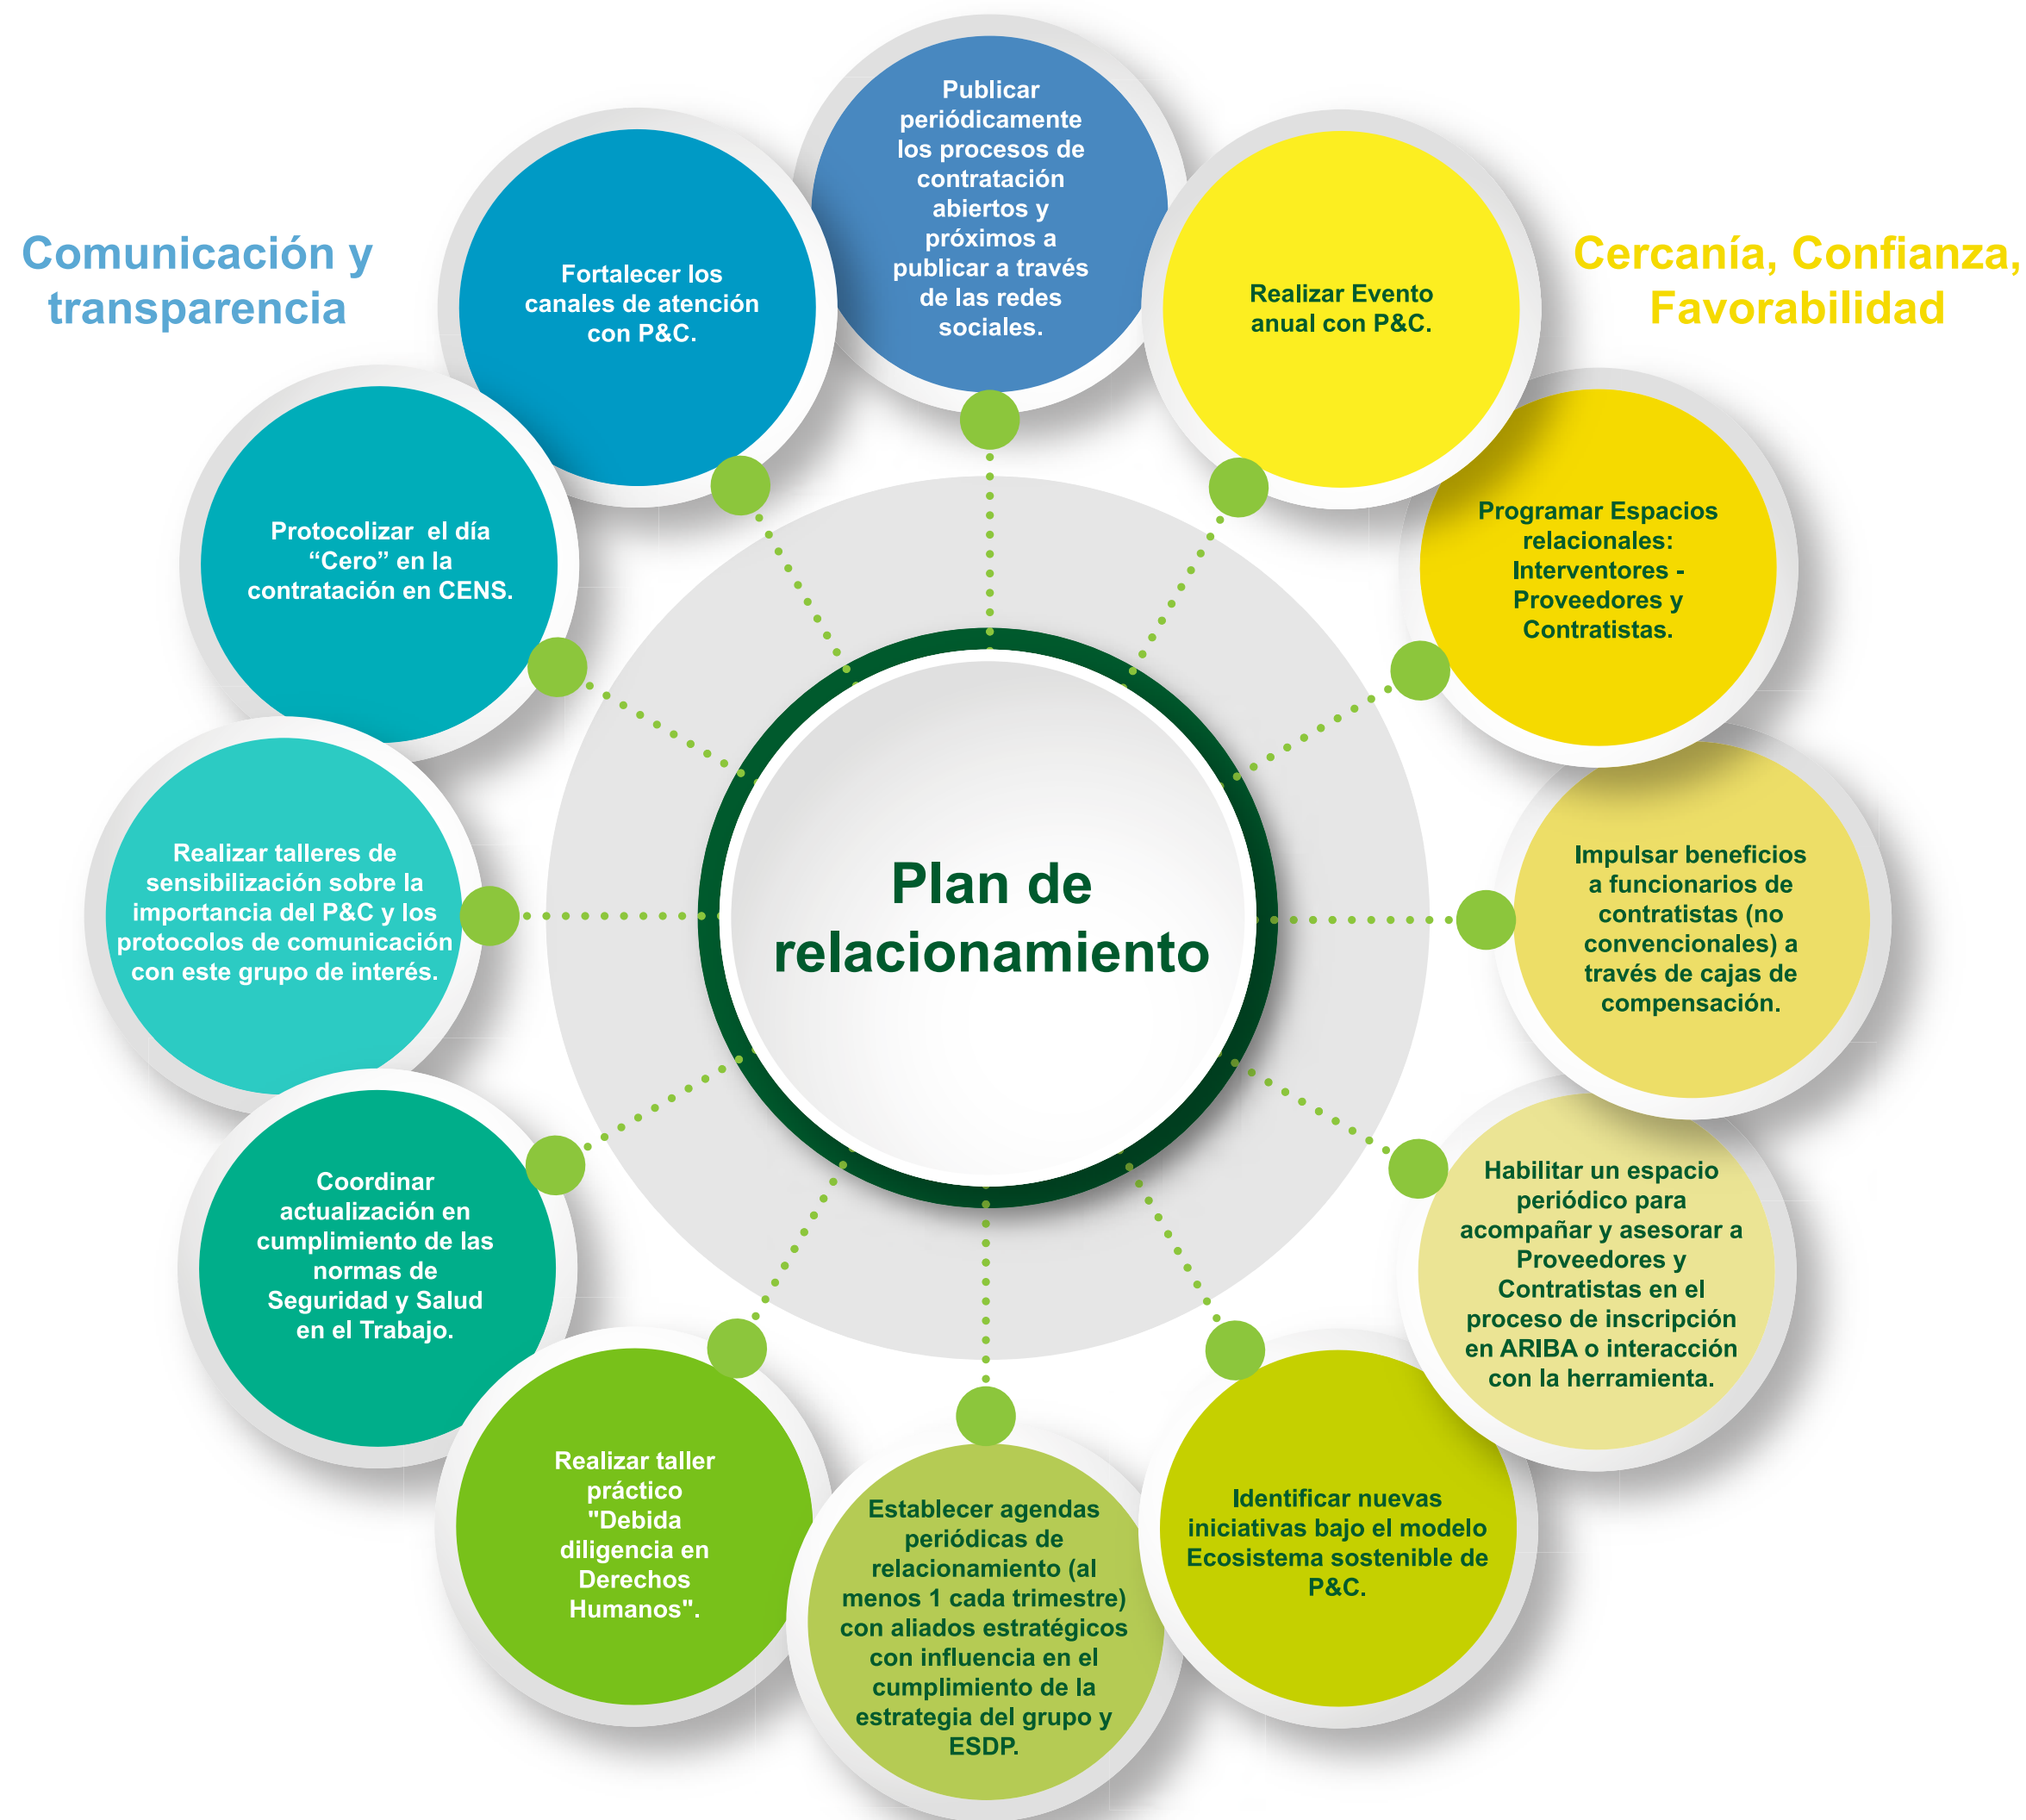 Comunicación y
transparencia
Cercanía, Confianza,
Favorabilidad
Plan de
relacionamiento
Publicar
periódicamente
los procesos de
contratación
abiertos y
próximos a
publicar a través
de las redes
sociales.
Realizar Evento
anual con P&C.
Programar Espacios
relacionales:
Interventores -
Proveedores y
Contratistas.
Impulsar beneficios
a funcionarios de
contratistas (no
convencionales) a
través de cajas de
compensación.
Habilitar un espacio
periódico para
acompañar y asesorar a
Proveedores y
Contratistas en el
proceso de inscripción
en ARIBA o interacción
con la herramienta.
Identificar nuevas
iniciativas bajo el modelo
Ecosistema sostenible de
P&C.
Establecer agendas
periódicas de
relacionamiento (al
menos 1 cada trimestre)
con aliados estratégicos
con influencia en el
cumplimiento de la
estrategia del grupo y
ESDP.
Realizar taller
práctico
"Debida
diligencia en
Derechos
Humanos".
Coordinar
actualización en
cumplimiento de las
normas de
Seguridad y Salud
en el Trabajo.
Realizar talleres de
sensibilización sobre la
importancia del P&C y los
protocolos de comunicación
con este grupo de interés.
Protocolizar  el día
“Cero” en la
contratación en CENS.
Fortalecer los
canales de atención
con P&C.